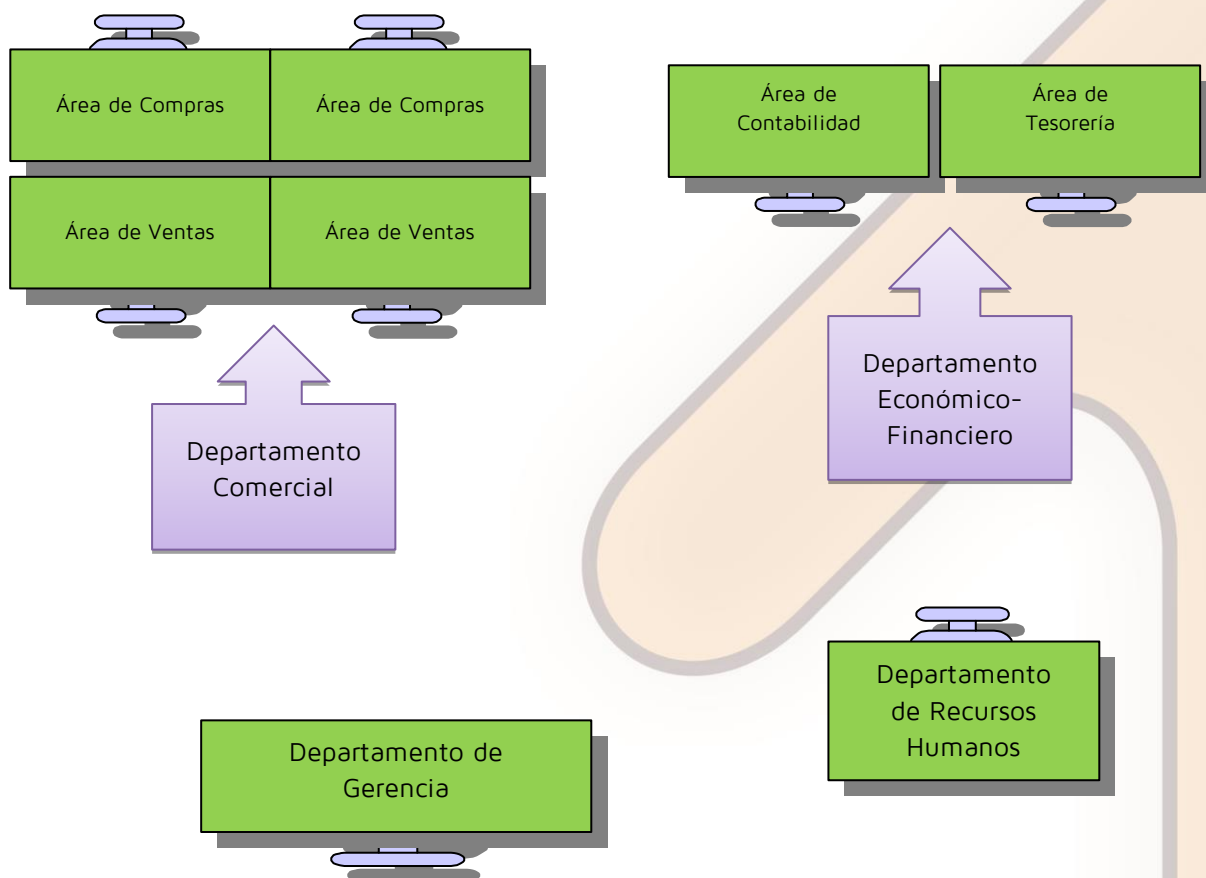 Área de Compras
Área de Compras
Área de Ventas
Área de Ventas
Departamento
Comercial
Área de
Contabilidad
Área de
Tesorería
Departamento
Económico-
Financiero
Departamento
de Recursos
Humanos
Departamento de
Gerencia